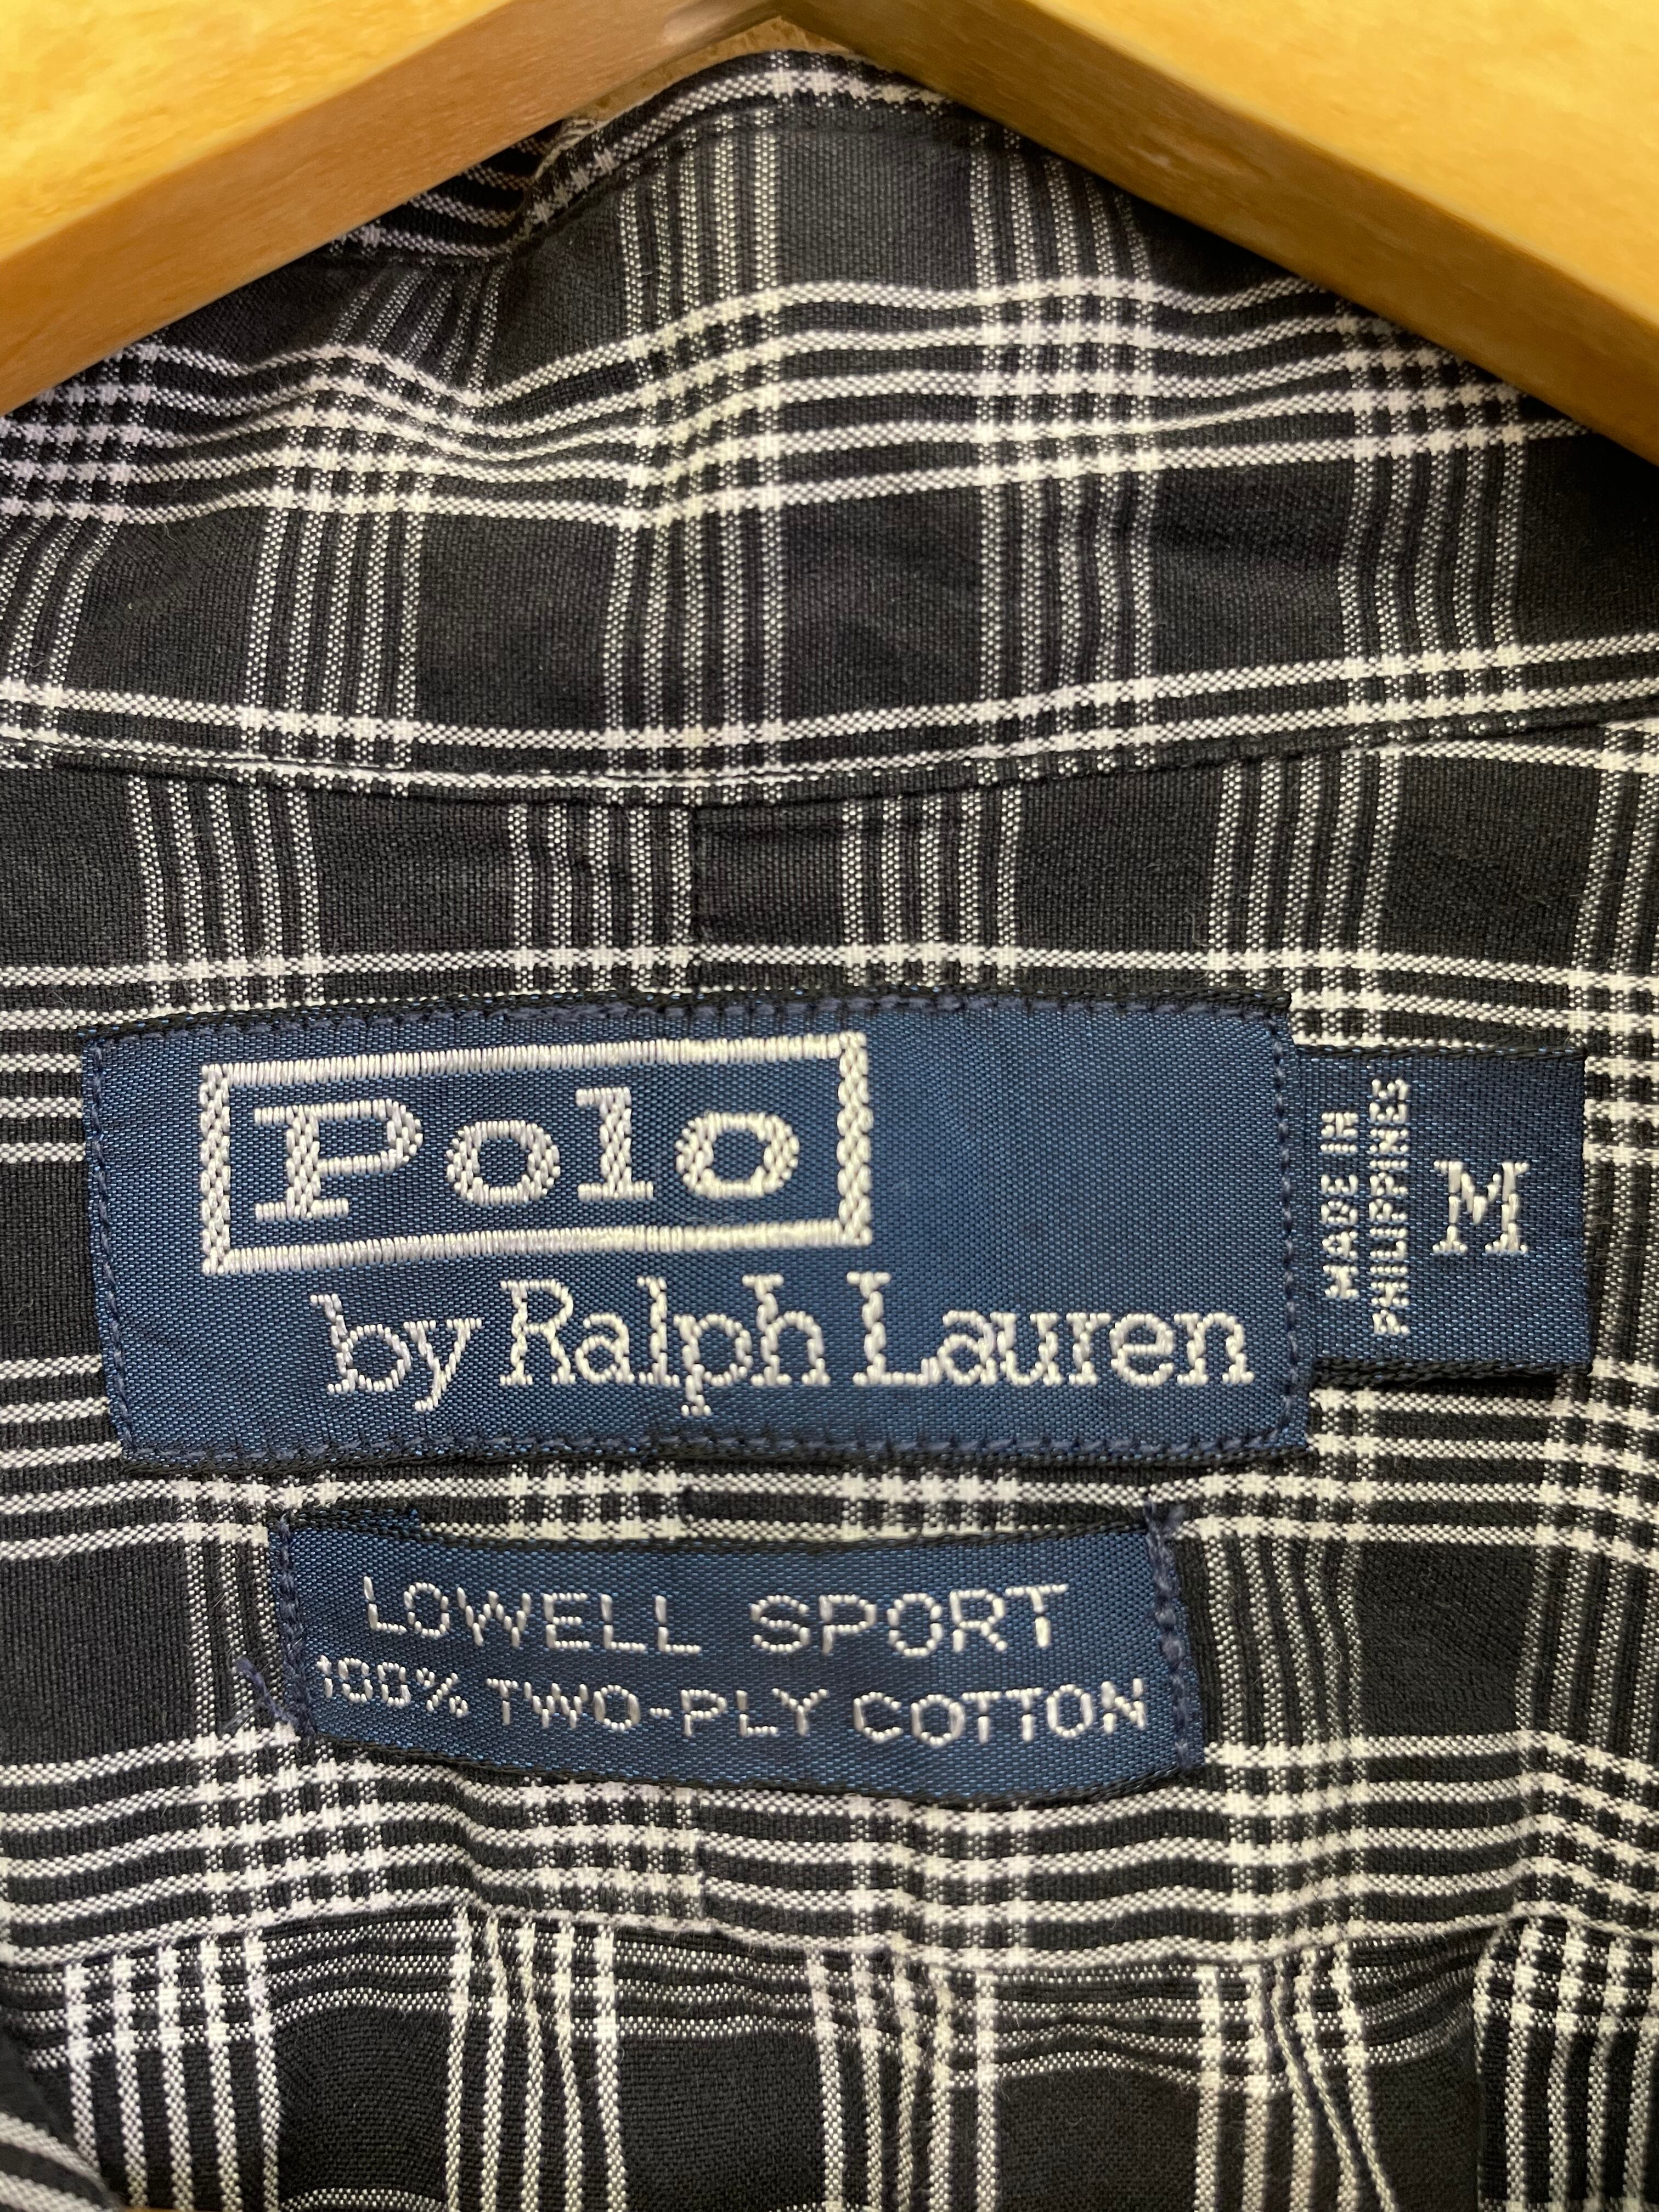 Polo
by Ralph Lauren
MADE IN
PHILIPPINES
M
LOWELL SPORT
100% TWO-PLY COTTON